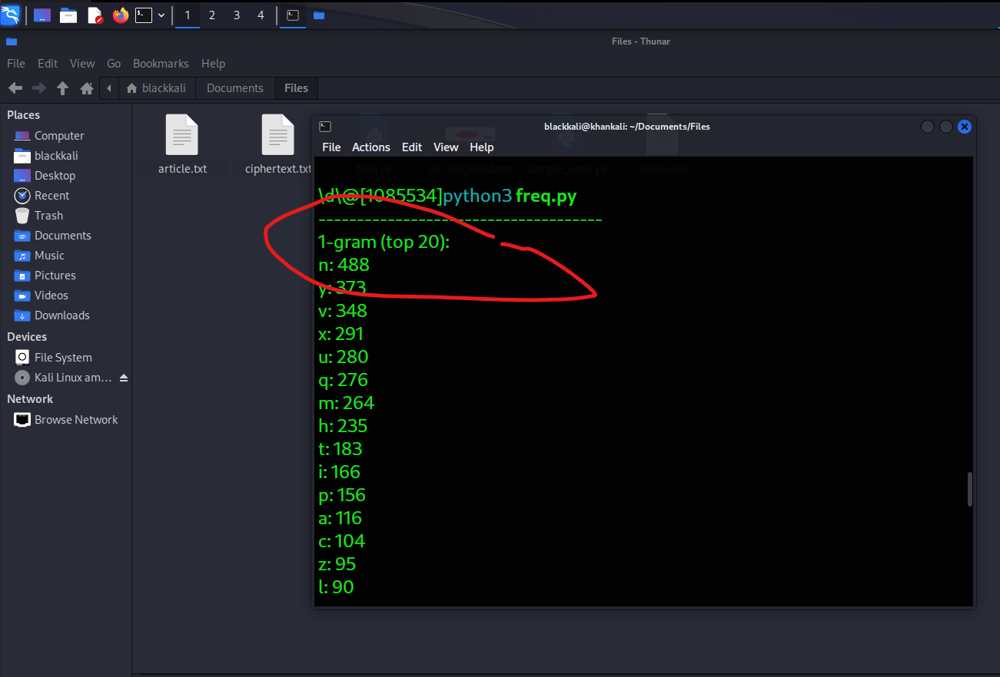 1 2 3 4
Files - Thunar
File Edit View Go Bookmarks Help
blackkali Documents Files
Places
Computer
blackkali
Desktop
Recent
Trash
Documents
Music
Pictures
Videos
Downloads
Devices
File System
Kali Linux am...
Network
Browse Network
article.txt
ciphertext.txt
freq.py
pic_original.bmp
sample_code.py
words.txt
blackkali@khankali: ~/Documents/Files
File Actions Edit View Help
\d\@[1085534]python3 freq.py
-------------------------------------
1-gram (top 20):
n: 488
y: 373
v: 348
x: 291
u: 280
q: 276
m: 264
h: 235
t: 183
i: 166
p: 156
a: 116
c: 104
z: 95
l: 90